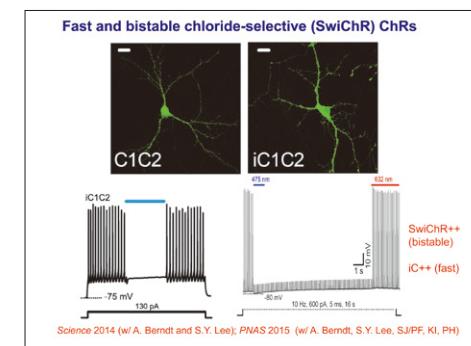 Fast and bistable chloride-selective (SwiChR) ChRs
C1C2
iC1C2
iC1C2
-75 mV
130 pA
475 nm
632 nm
10 mV
1 s
-80 mV
10 Hz, 600 pA, 5 ms, 16 s
SwiChR++
(bistable)
iC++ (fast)
Science 2014 (w/ A. Berndt and S.Y. Lee); PNAS 2015 (w/ A. Berndt, S.Y. Lee, SJ/PF, KI, PH)